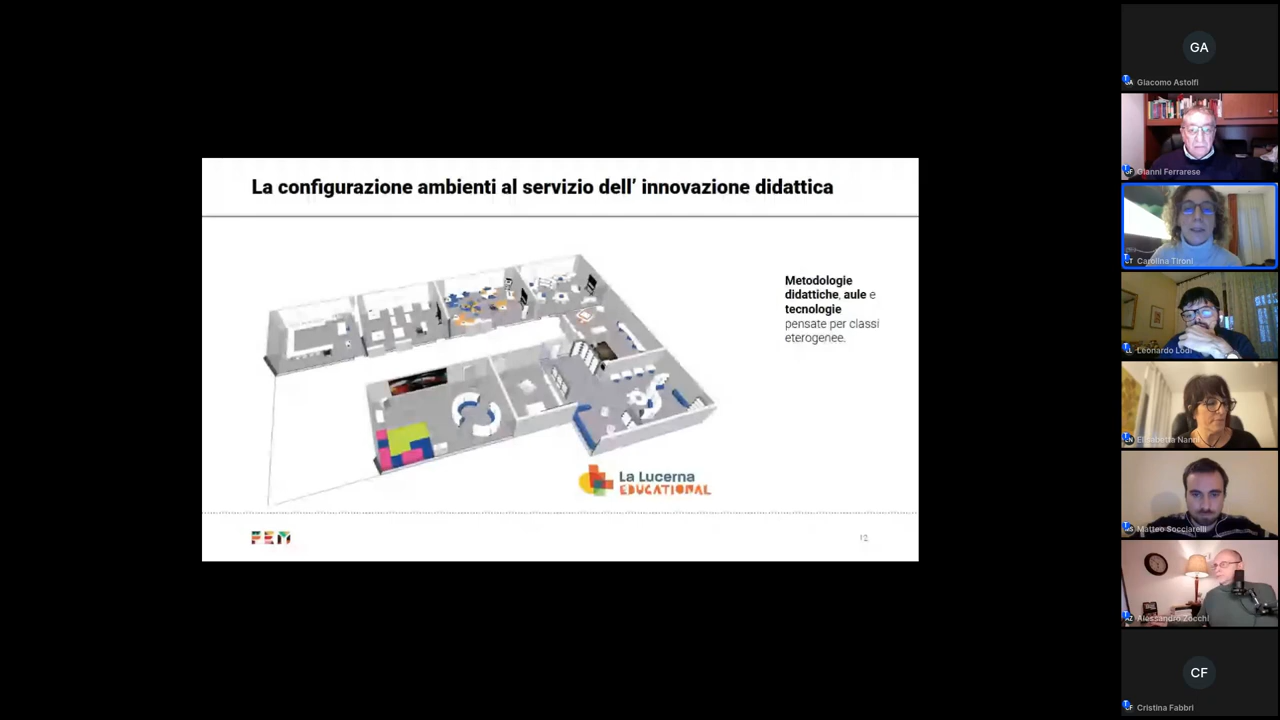 La configurazione ambienti al servizio dell’ innovazione didattica
Metodologie
didattiche, aule e
tecnologie
pensate per classi
eterogenee.
La Lucerna
EDUCATIONAL
FEM
12
GA
Giacomo Astolfi
Gianni Ferrarese
Carolina Tironi
Leonardo Lodi
Elisabetta Nanni
Matteo Socciarelli
Alessandro Zocchi
CF
Cristina Fabbri